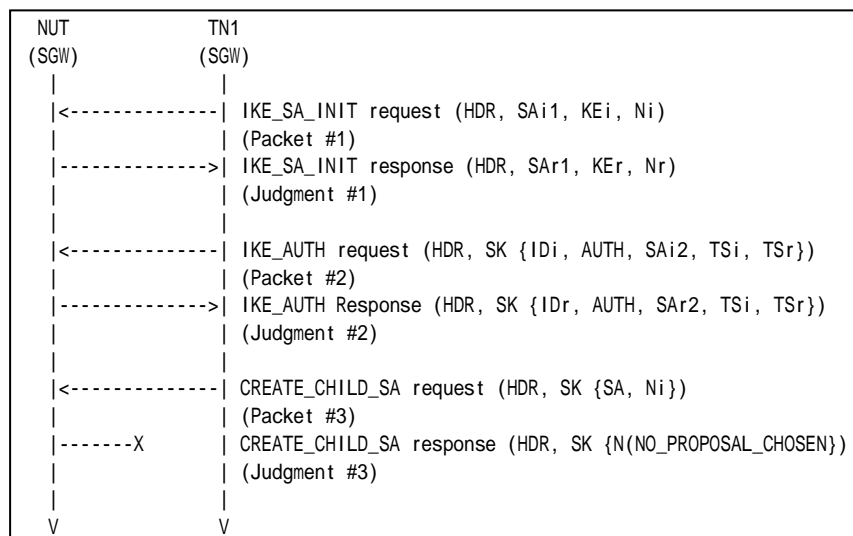 NUT TN1
(SGW) (SGW)
| |
|<--------------| IKE_SA_INIT request (HDR, SAi1, KEi, Ni)
| | (Packet #1)
|-------------->| IKE_SA_INIT response (HDR, SAr1, KEr, Nr)
| | (Judgment #1)
| |
|<--------------| IKE_AUTH request (HDR, SK {IDi, AUTH, SAi2, TSi, TSr})
| | (Packet #2)
|-------------->| IKE_AUTH Response (HDR, SK {IDr, AUTH, SAr2, TSi, TSr})
| | (Judgment #2)
| |
|<--------------| CREATE_CHILD_SA request (HDR, SK {SA, Ni})
| | (Packet #3)
|-------X | CREATE_CHILD_SA response (HDR, SK {N(NO_PROPOSAL_CHOSEN})
| | (Judgment #3)
| |
V V